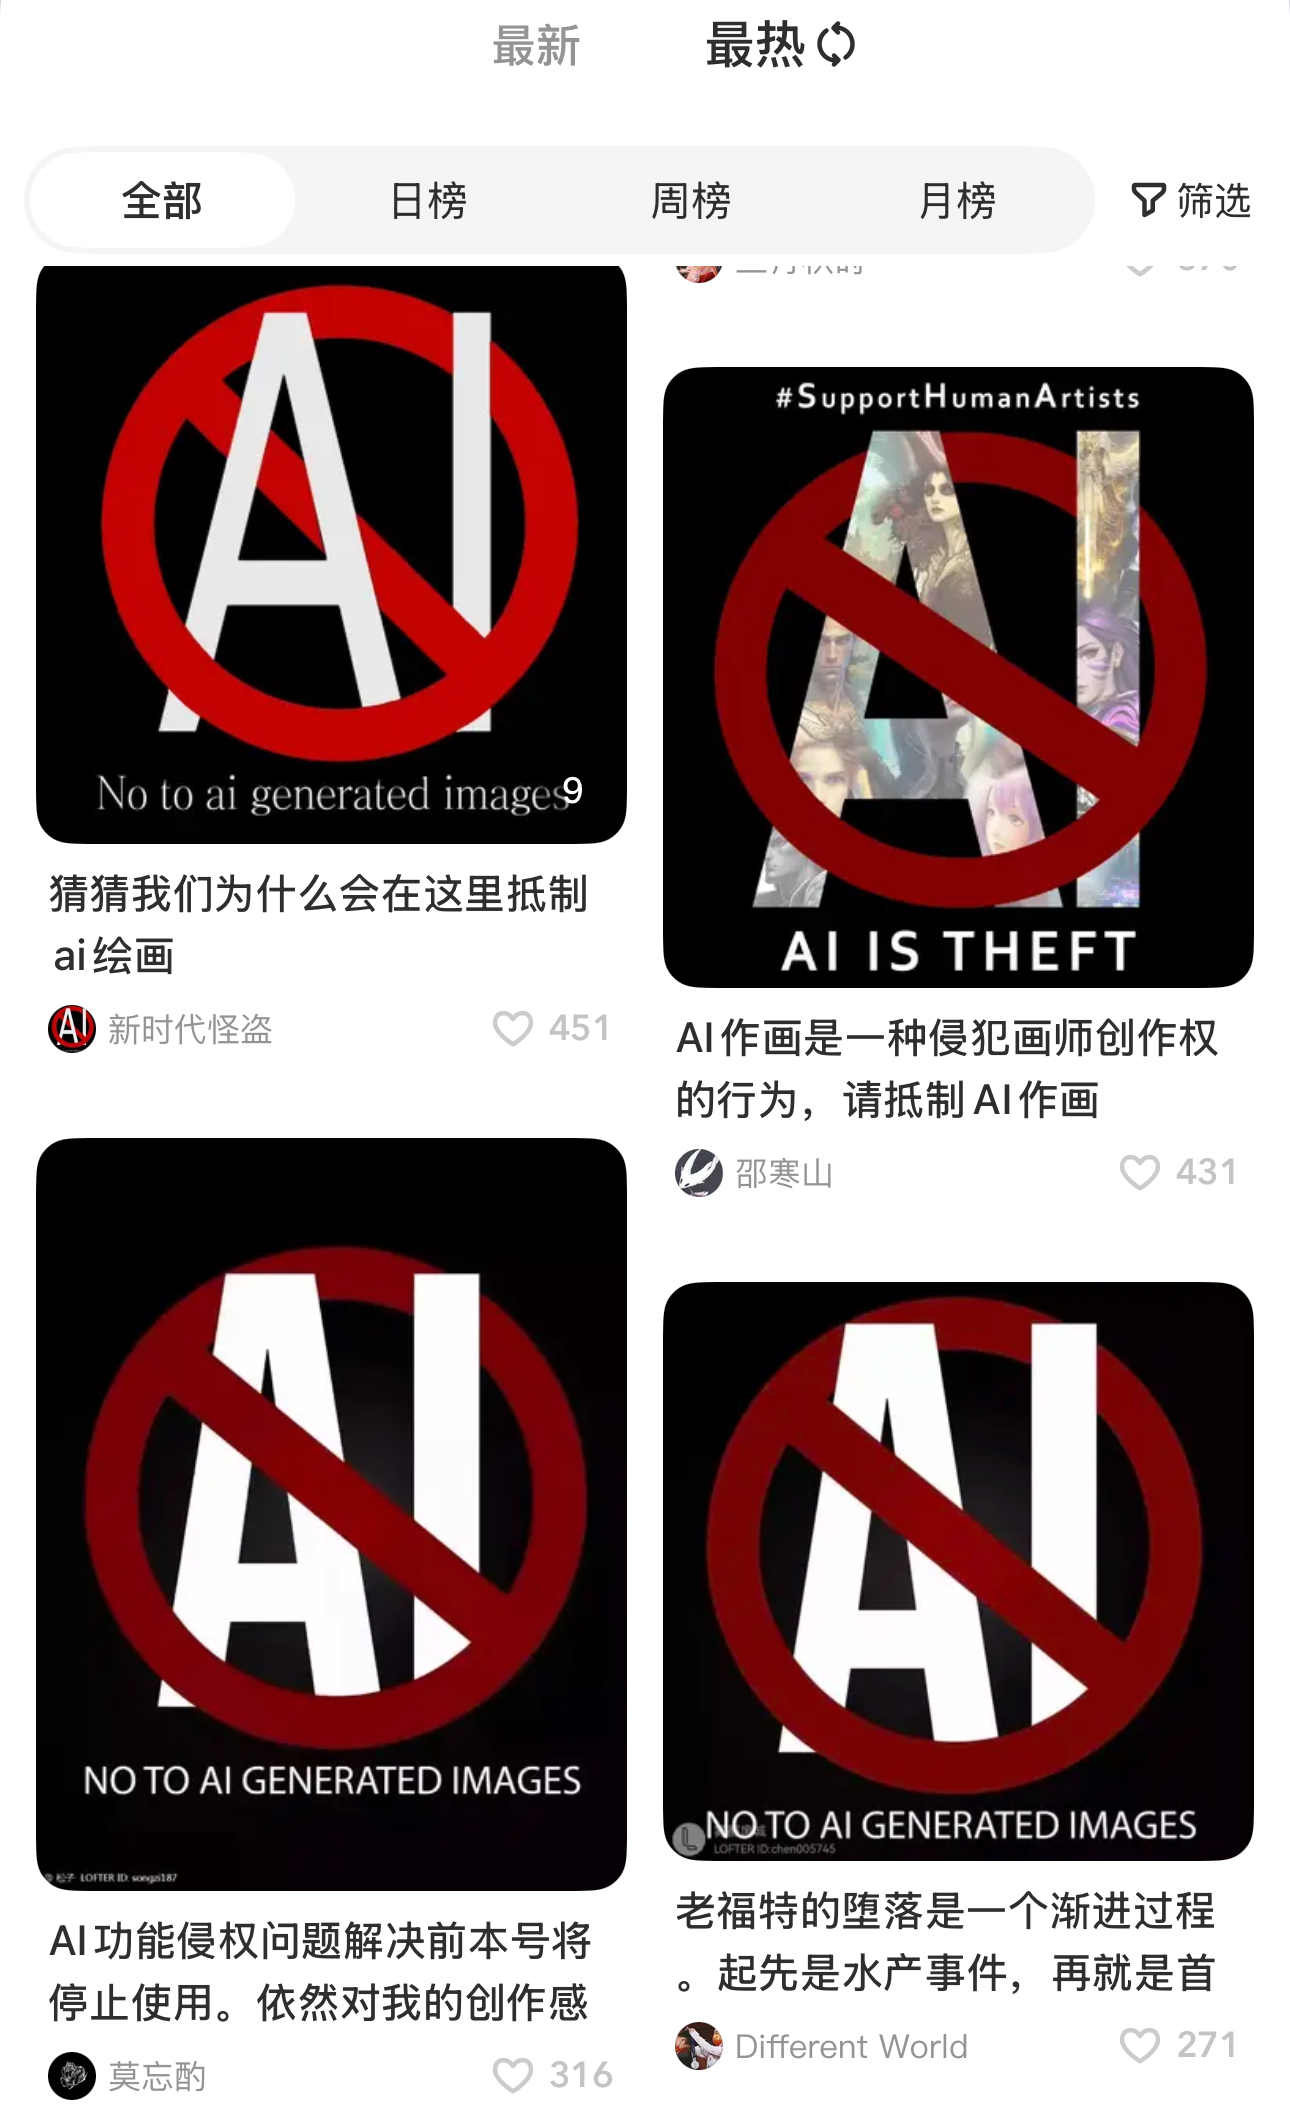 最新
最热
全部
日榜
周榜
月榜
筛选
AI
No to ai generated images
9
猜猜我们为什么会在这里抵制
ai绘画
新时代怪盗
451
#SupportHumanArtists
AI
AI IS THEFT
AI作画是一种侵犯画师创作权
的行为，请抵制AI作画
邵寒山
431
AI
NO TO AI GENERATED IMAGES
松子 LOFTER ID: songzi187
AI功能侵权问题解决前本号将
停止使用。依然对我的创作感
莫忘酌
316
AI
NO TO AI GENERATED IMAGES
LOFTER ID:chen005745
老福特的堕落是一个渐进过程
。起先是水产事件，再就是首
Different World
271